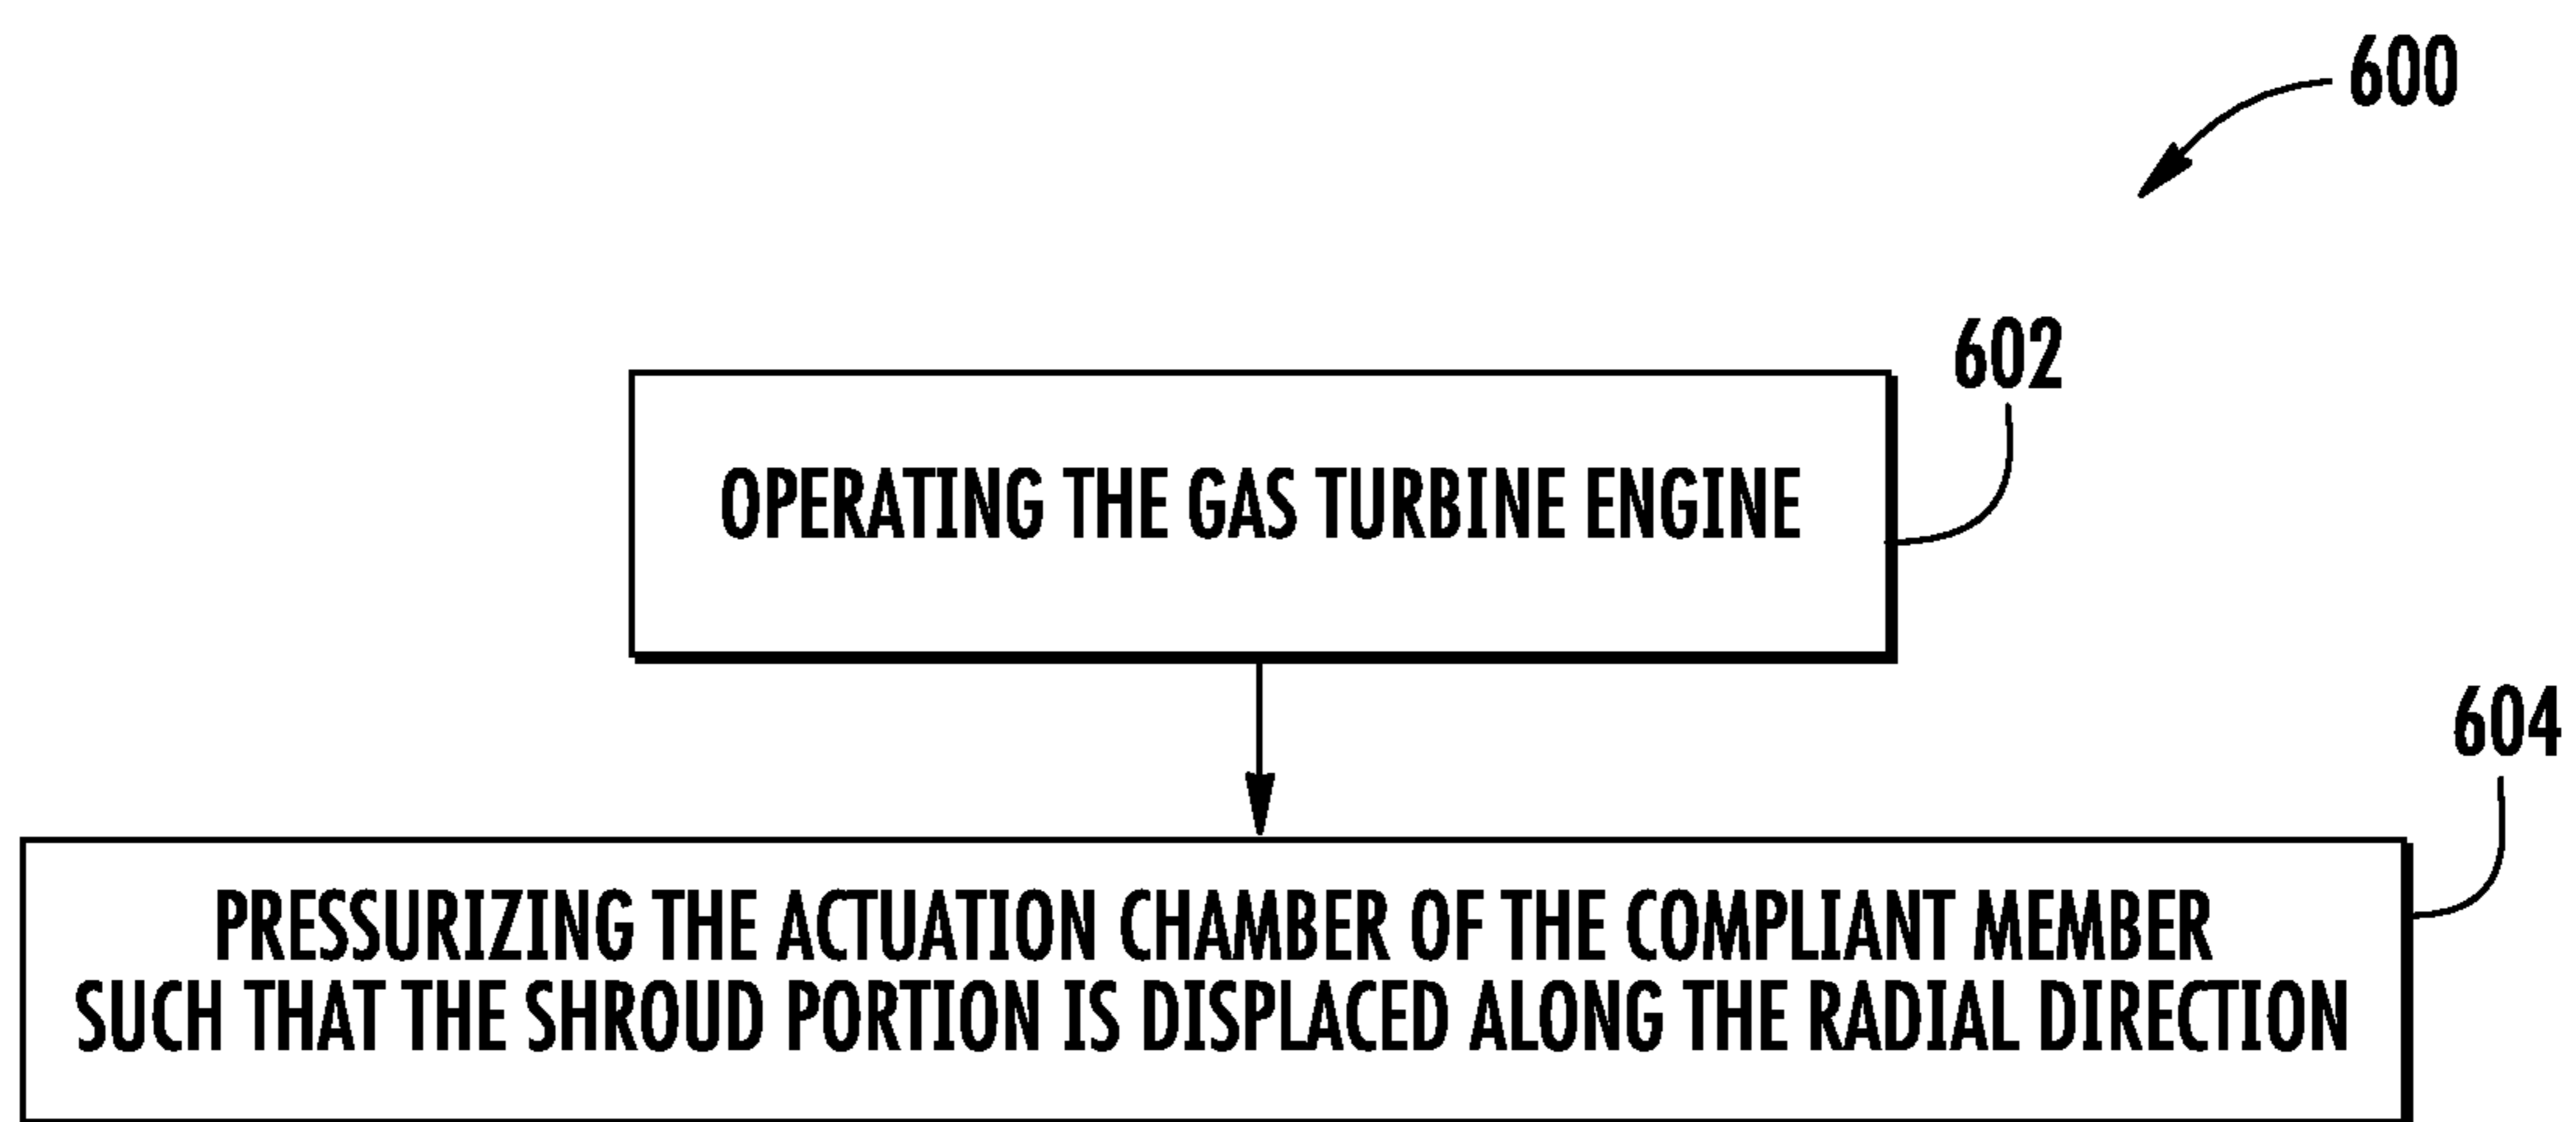 600
602
OPERATING THE GAS TURBINE ENGINE
604
PRESSURIZING THE ACTUATION CHAMBER OF THE COMPLIANT MEMBER
SUCH THAT THE SHROUD PORTION IS DISPLACED ALONG THE RADIAL DIRECTION